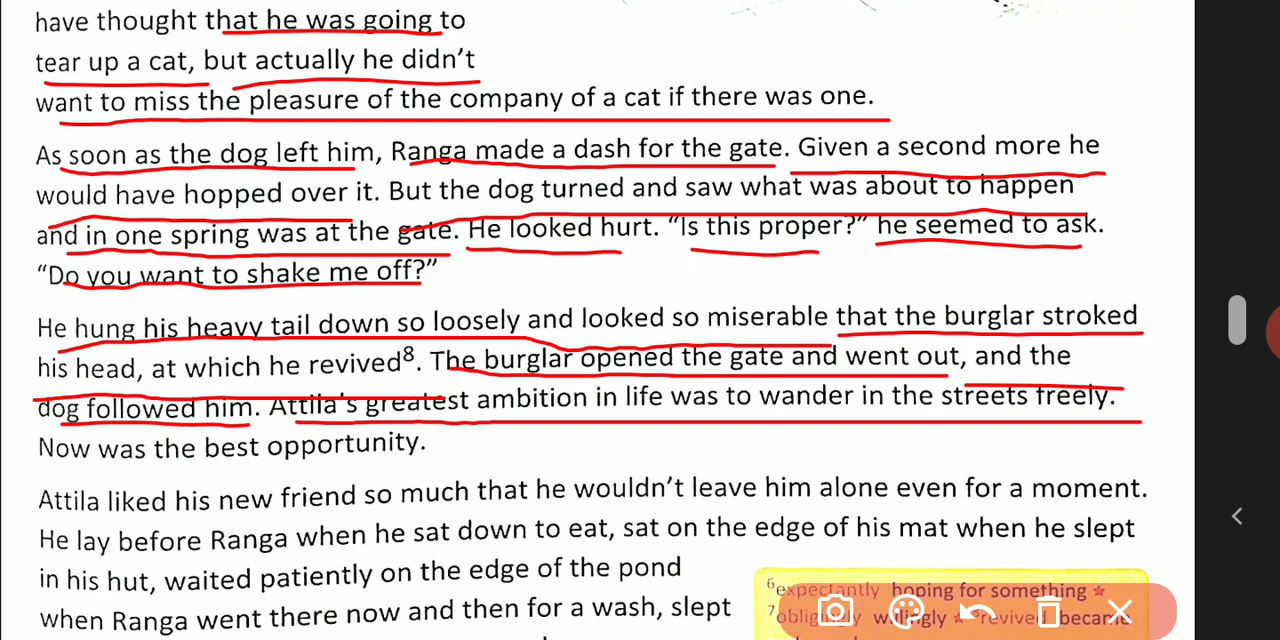 have thought that he was going to
tear up a cat, but actually he didn't
want to miss the pleasure of the company of a cat if there was one.
As soon as the dog left him, Ranga made a dash for the gate. Given a second more he
would have hopped over it. But the dog turned and saw what was about to happen
and in one spring was at the gate. He looked hurt. “Is this proper?” he seemed to ask.
“Do you want to shake me off?”
He hung his heavy tail down so loosely and looked so miserable that the burglar stroked
his head, at which he revived⁸. The burglar opened the gate and went out, and the
dog followed him. Attila's greatest ambition in life was to wander in the streets freely.
Now was the best opportunity.
Attila liked his new friend so much that he wouldn't leave him alone even for a moment.
He lay before Ranga when he sat down to eat, sat on the edge of his mat when he slept
in his hut, waited patiently on the edge of the pond
when Ranga went there now and then for a wash, slept
⁶expectantly hoping for something
⁷ willingly revived